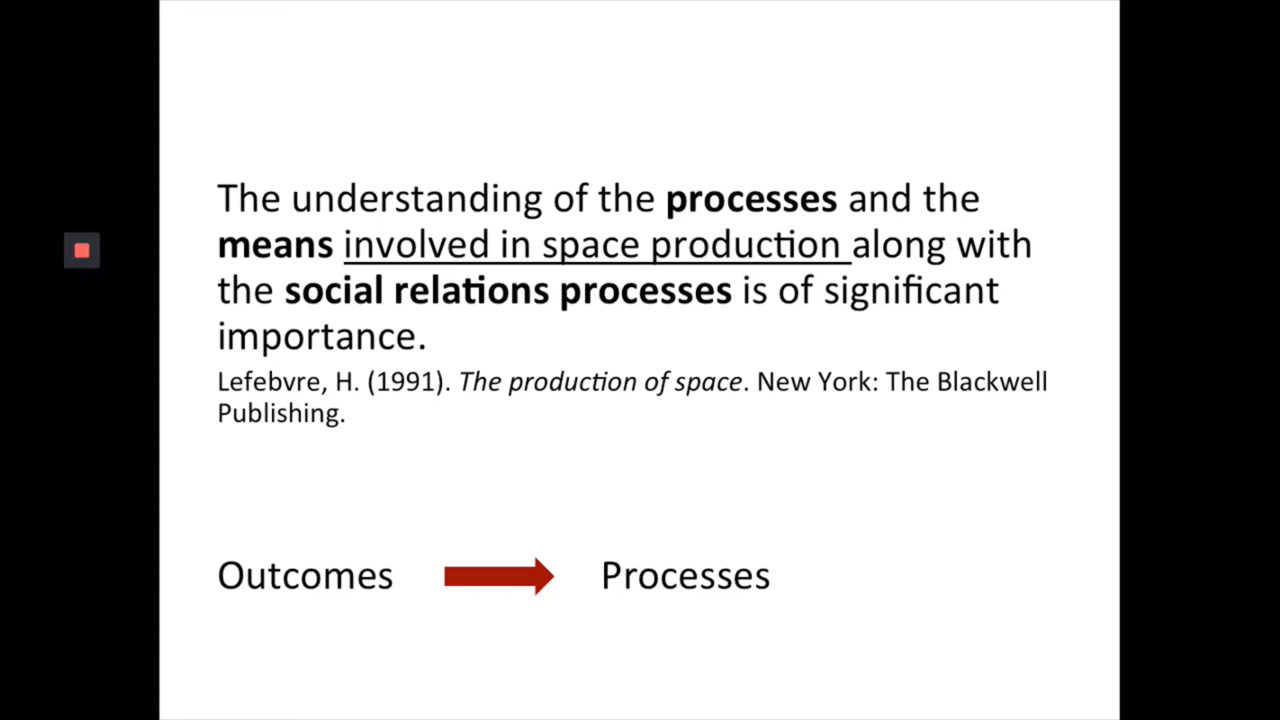 The understanding of the processes and the
means involved in space production along with
the social relations processes is of significant
importance.
Lefebvre, H. (1991). The production of space. New York: The Blackwell
Publishing.
Outcomes Processes